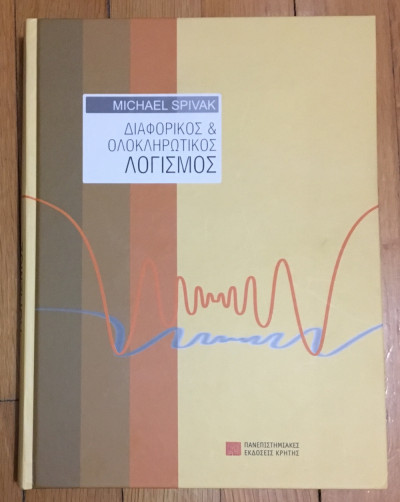 MICHAEL SPIVAK
ΔΙΑΦΟΡΙΚΟΣ &
ΟΛΟΚΛΗΡΩΤΙΚΟΣ
ΛΟΓΙΣΜΟΣ
ΠΑΝΕΠΙΣΤΗΜΙΑΚΕΣ
ΕΚΔΟΣΕΙΣ ΚΡΗΤΗΣ